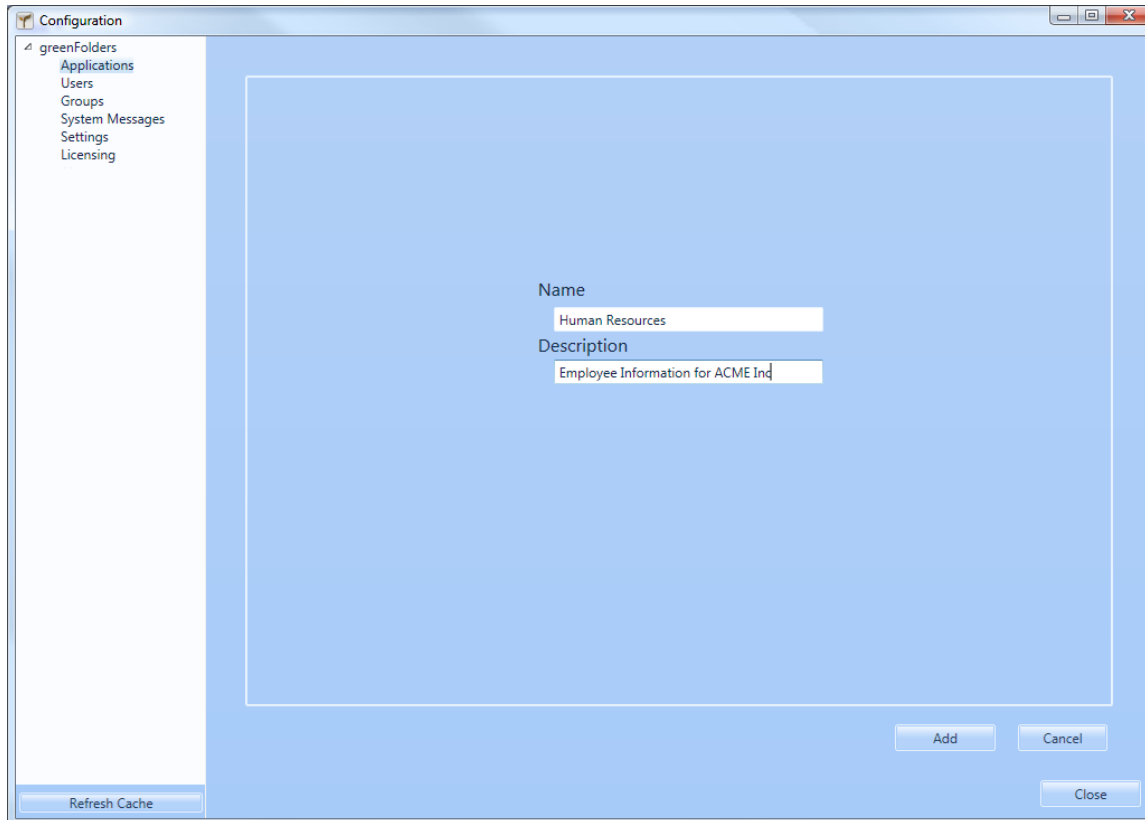 Configuration
greenFolders
Applications
Users
Groups
System Messages
Settings
Licensing
Name
Human Resources
Description
Employee Information for ACME Inc
Add
Cancel
Close
Refresh Cache